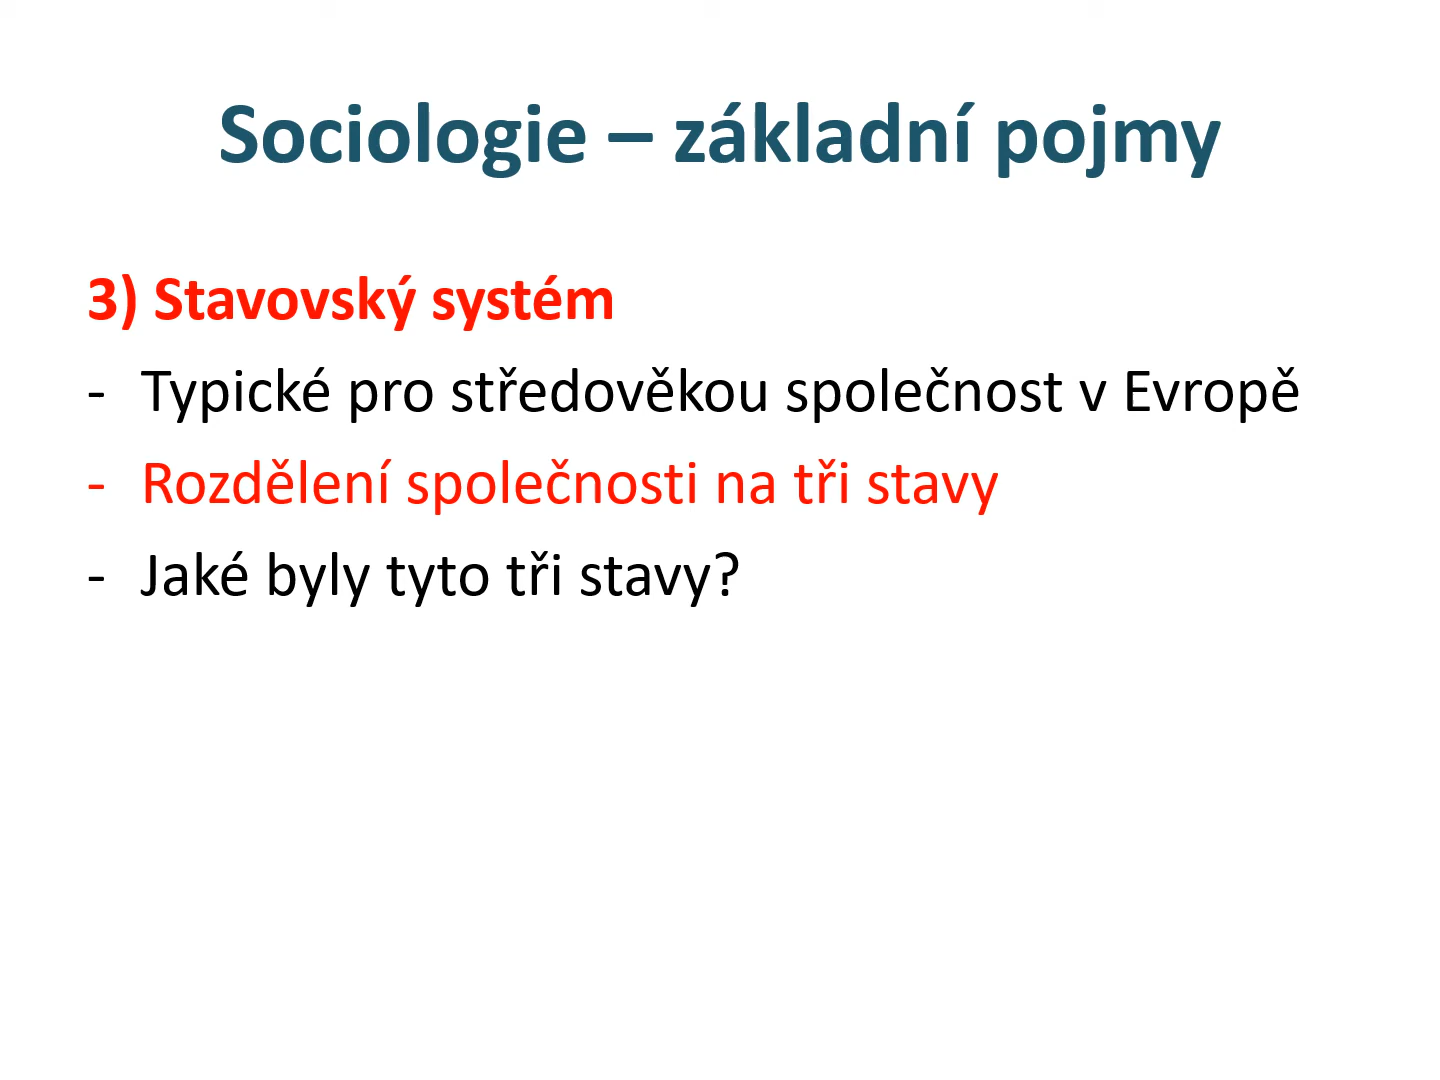 Sociologie – základní pojmy
3) Stavovský systém
- Typické pro středověkou společnost v Evropě
- Rozdělení společnosti na tři stavy
- Jaké byly tyto tři stavy?